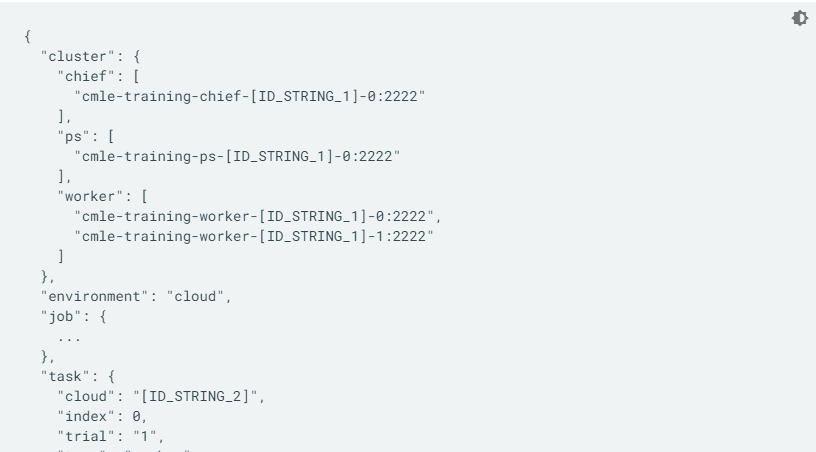 {
"cluster": {
"chief": [
"cmle-training-chief-[ID_STRING_1]-0:2222"
],
"ps": [
"cmle-training-ps-[ID_STRING_1]-0:2222"
],
"worker": [
"cmle-training-worker-[ID_STRING_1]-0:2222",
"cmle-training-worker-[ID_STRING_1]-1:2222"
]
},
"environment": "cloud",
"job": {
...
},
"task": {
"cloud": "[ID_STRING_2]",
"index": 0,
"trial": "1",